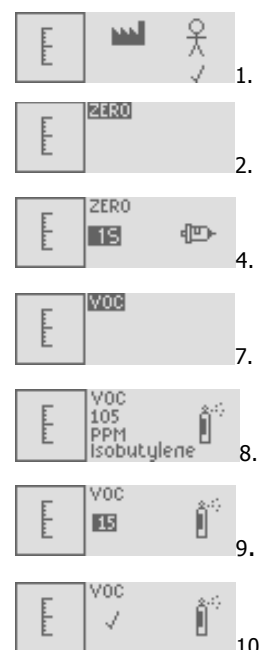 1.
ZERO
2.
ZERO
15
4.
VOC
7.
VOC
105
PPM
Isobutylene
8.
VOC
15
9.
VOC
10